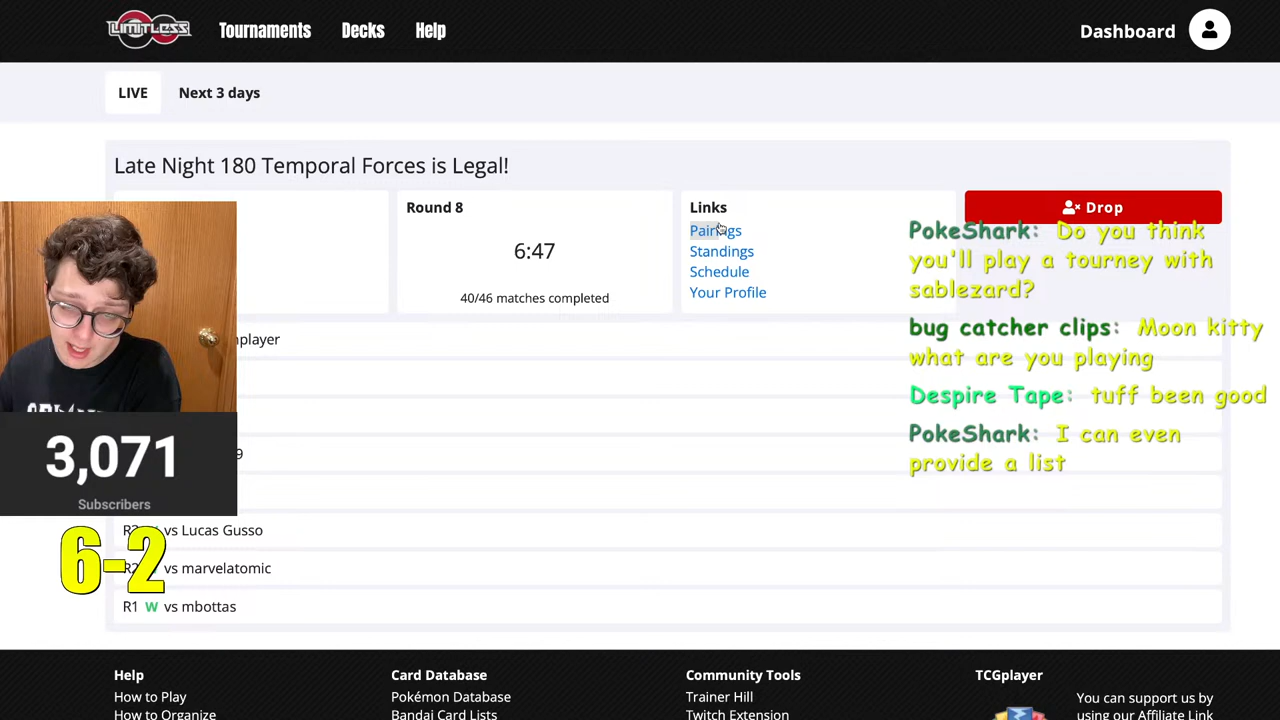 LIMITLESS
Tournaments
Decks
Help
Dashboard
LIVE
Next 3 days
Late Night 180 Temporal Forces is Legal!
Round 8
6:47
40/46 matches completed
Links
Pairings
Standings
Schedule
Your Profile
Drop
PokeShark: Do you think
you'll play a tourney with
sablezard?
bug catcher clips: Moon kitty
what are you playing
Despire Tape: tuff been good
PokeShark: I can even
provide a list
player
9
3,071
Subscribers
6-2
vs Lucas Gusso
vs marvelatomic
R1 W vs mbottas
Help
How to Play
How to Organize
Card Database
Pokémon Database
Bandai Card Lists
Community Tools
Trainer Hill
Twitch Extension
TCGplayer
You can support us by
using our Affiliate Link